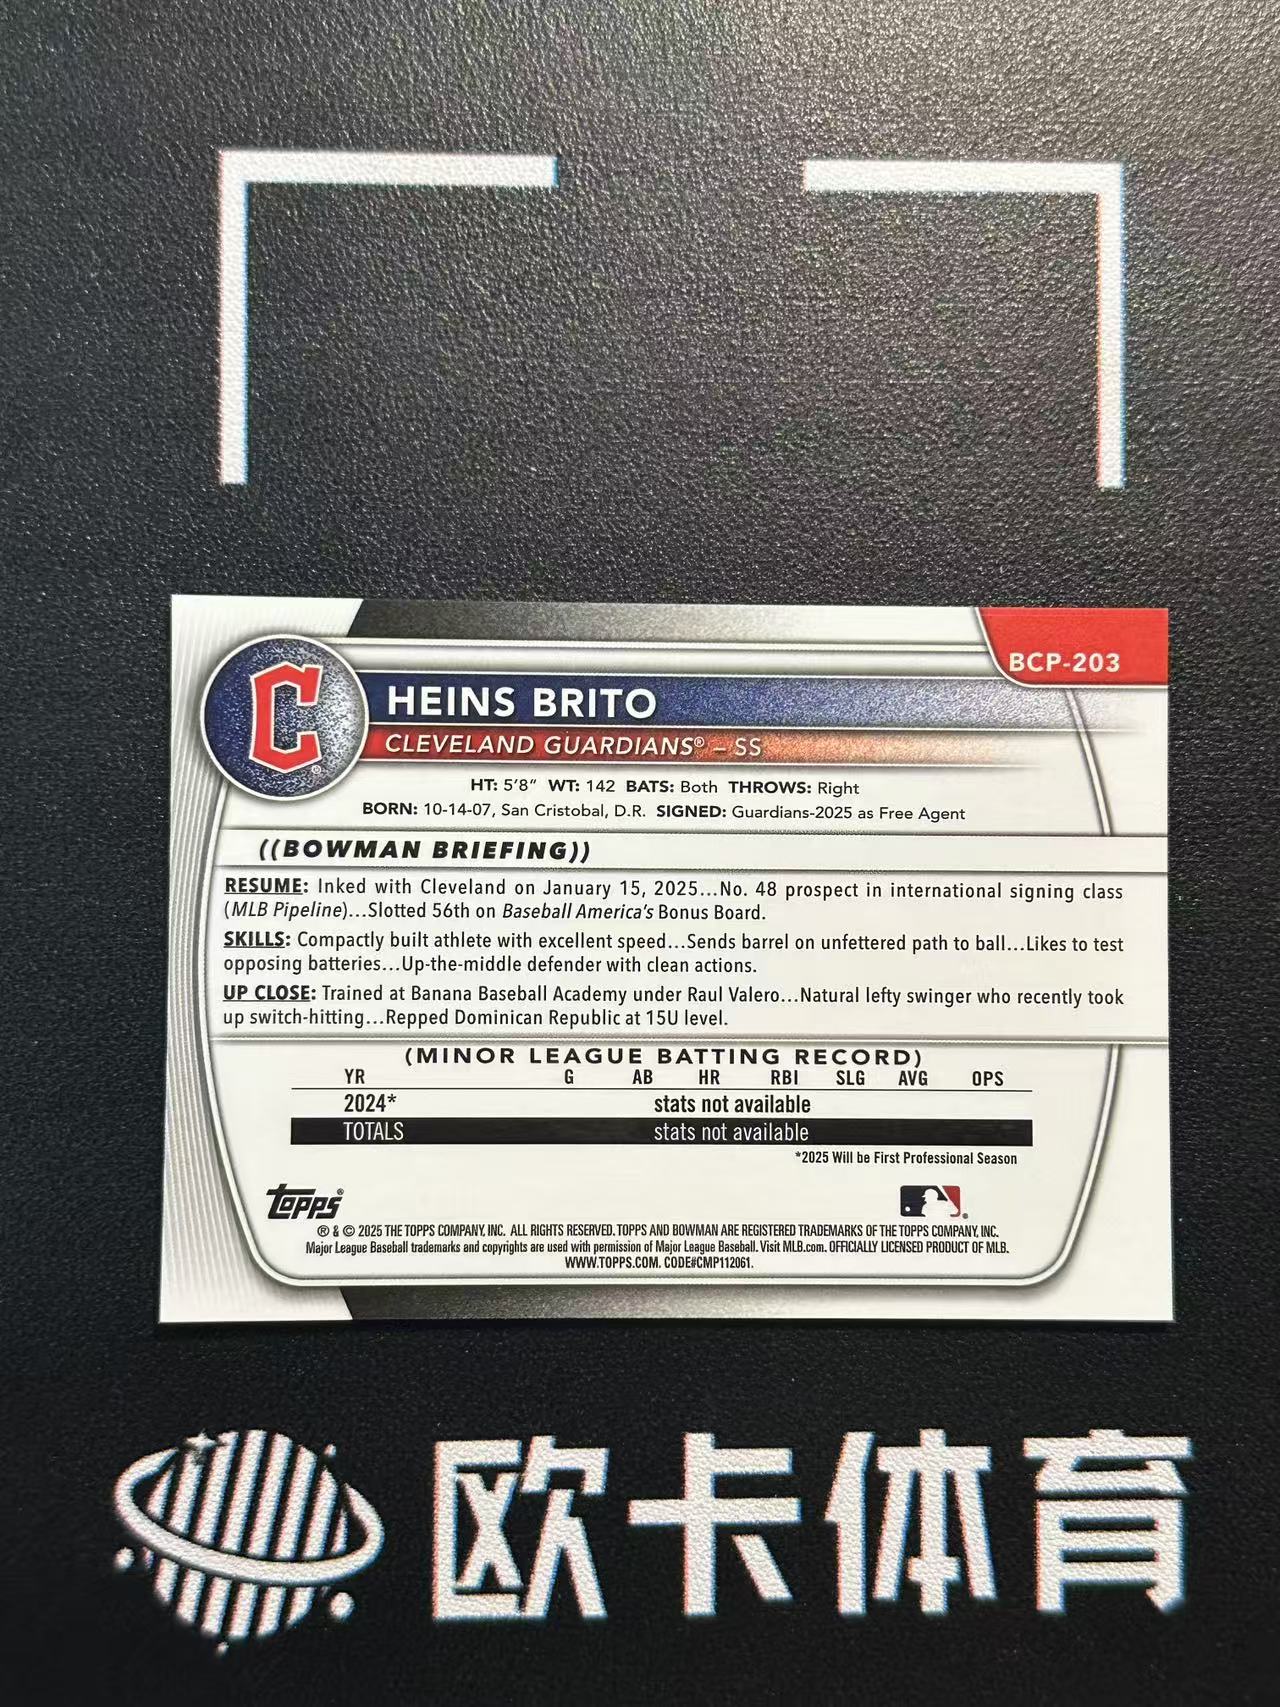 BCP-203
C
HEINS BRITO
CLEVELAND GUARDIANS® – SS
HT: 5'8" WT: 142 BATS: Both THROWS: Right
BORN: 10-14-07, San Cristobal, D.R. SIGNED: Guardians-2025 as Free Agent
((BOWMAN BRIEFING))
RESUME: Inked with Cleveland on January 15, 2025...No. 48 prospect in international signing class
(MLB Pipeline)...Slotted 56th on Baseball America's Bonus Board.
SKILLS: Compactly built athlete with excellent speed...Sends barrel on unfettered path to ball...Likes to test
opposing batteries...Up-the-middle defender with clean actions.
UP CLOSE: Trained at Banana Baseball Academy under Raul Valero...Natural lefty swinger who recently took
up switch-hitting...Repped Dominican Republic at 15U level.
(MINOR LEAGUE BATTING RECORD)
YR G AB HR RBI SLG AVG OPS
2024* stats not available
TOTALS stats not available
*2025 Will be First Professional Season
Topps®
® & © 2025 THE TOPPS COMPANY, INC. ALL RIGHTS RESERVED. TOPPS AND BOWMAN ARE REGISTERED TRADEMARKS OF THE TOPPS COMPANY, INC.
Major League Baseball trademarks and copyrights are used with permission of Major League Baseball. Visit MLB.com. OFFICIALLY LICENSED PRODUCT OF MLB.
WWW.TOPPS.COM. CODE#CMP112061.
欧卡体育